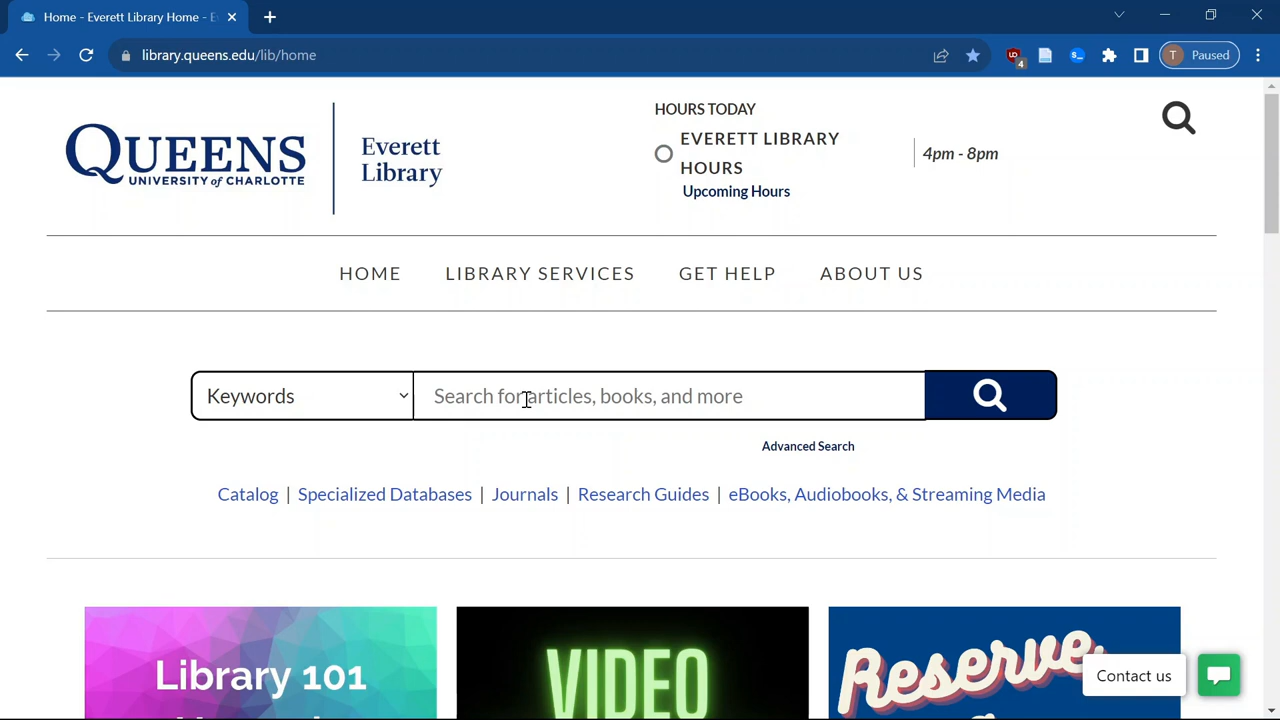 Home - Everett Library Home - E
library.queens.edu/lib/home
4
T Paused
QUEENS
UNIVERSITY of CHARLOTTE
Everett
Library
HOURS TODAY
EVERETT LIBRARY
HOURS
4pm - 8pm
Upcoming Hours
HOME LIBRARY SERVICES GET HELP ABOUT US
Keywords
Search for articles, books, and more
Advanced Search
Catalog | Specialized Databases | Journals | Research Guides | eBooks, Audiobooks, & Streaming Media
Library 101
VIDEO
Reserve
Contact us